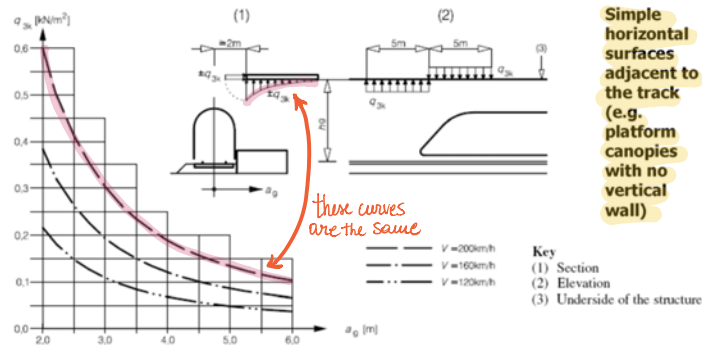 q3k [kN/m²]
(1)
(2)
Simple
horizontal
surfaces
adjacent to
the track
(e.g.
platform
canopies
with no
vertical
wall)
0,6
0,5
0,4
0,3
0,2
0,1
0,0
2,0
3,0
4,0
5,0
6,0
ag [m]
≅2m
±q3k
±q3k
ag
5m
5m
(3)
q3k
q3k
hg
these curves
are the same
V=200km/h
V=160km/h
V=120km/h
Key
(1) Section
(2) Elevation
(3) Underside of the structure